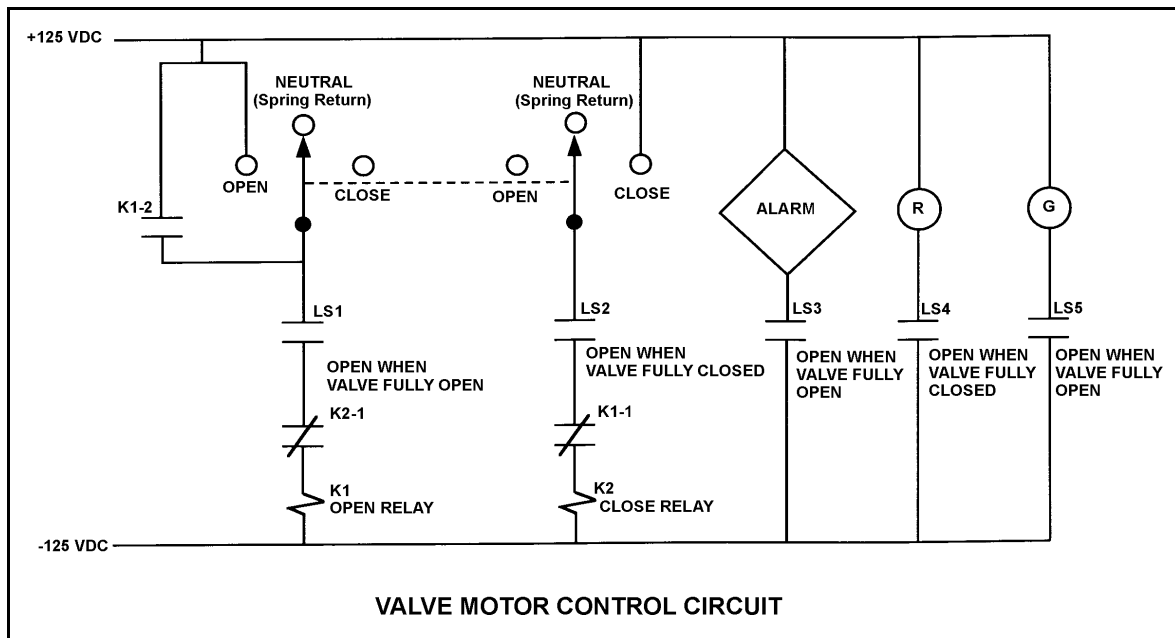 +125 VDC
NEUTRAL
(Spring Return)
NEUTRAL
(Spring Return)
OPEN
CLOSE
OPEN
CLOSE
K1-2
ALARM
R
G
LS1
LS2
LS3
LS4
LS5
OPEN WHEN
VALVE FULLY OPEN
OPEN WHEN
VALVE FULLY CLOSED
OPEN WHEN
VALVE FULLY
OPEN
OPEN WHEN
VALVE FULLY
CLOSED
OPEN WHEN
VALVE FULLY
OPEN
K2-1
K1-1
K1
OPEN RELAY
K2
CLOSE RELAY
-125 VDC
VALVE MOTOR CONTROL CIRCUIT